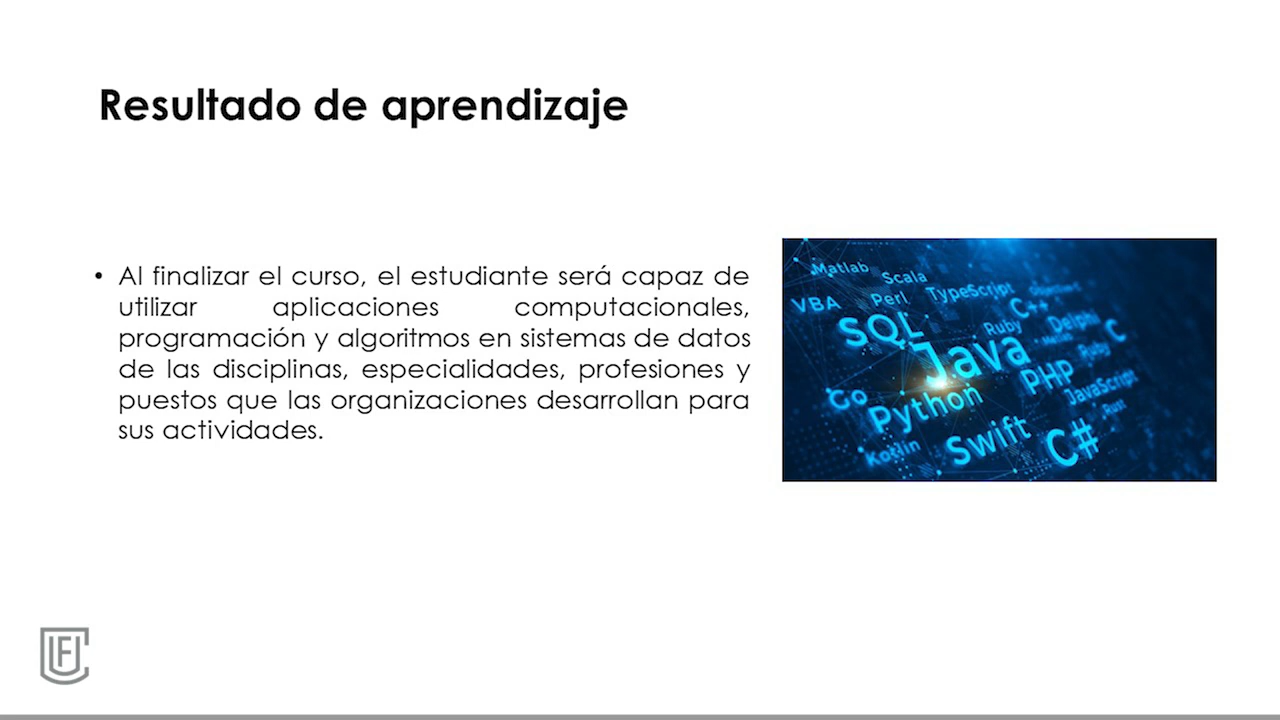 Resultado de aprendizaje
• Al finalizar el curso, el estudiante será capaz de
utilizar aplicaciones computacionales,
programación y algoritmos en sistemas de datos
de las disciplinas, especialidades, profesiones y
puestos que las organizaciones desarrollan para
sus actividades.
Matlab
Scala
VBA
Perl
TypeScript
C++
SQL
Ruby
Delphi
C
Java
Ruby
PHP
JavaScript
Go
Python
Rust
Kotlin
Swift
C#